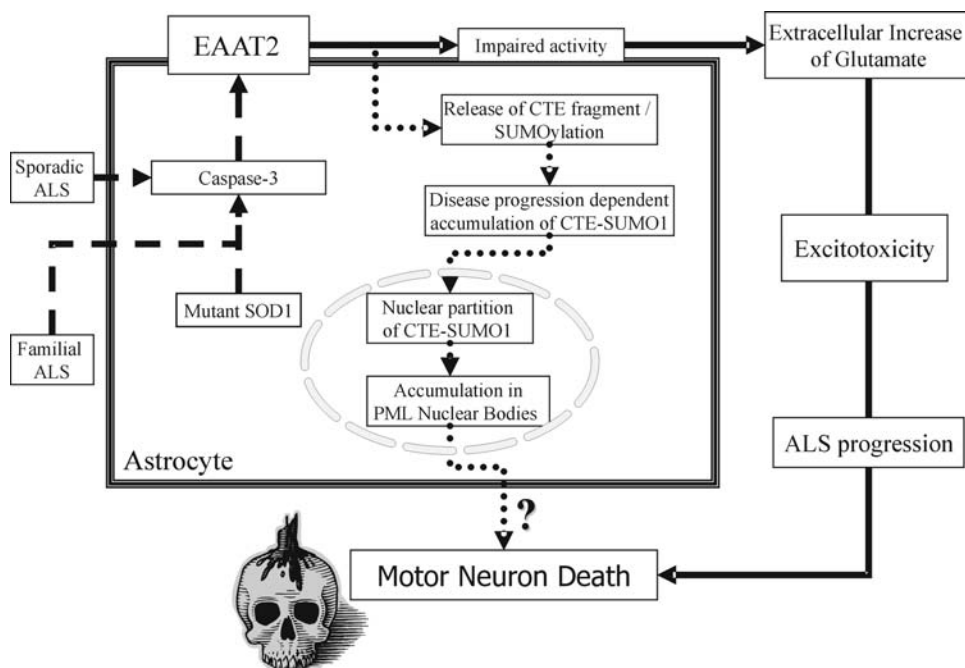 EAAT2
Impaired activity
Extracellular Increase
of Glutamate
Release of CTE fragment /
SUMOylation
Sporadic
ALS
Caspase-3
Disease progression dependent
accumulation of CTE-SUMO1
Excitotoxicity
Mutant SOD1
Nuclear partition
of CTE-SUMO1
Familial
ALS
Accumulation in
PML Nuclear Bodies
ALS progression
Astrocyte
?
Motor Neuron Death